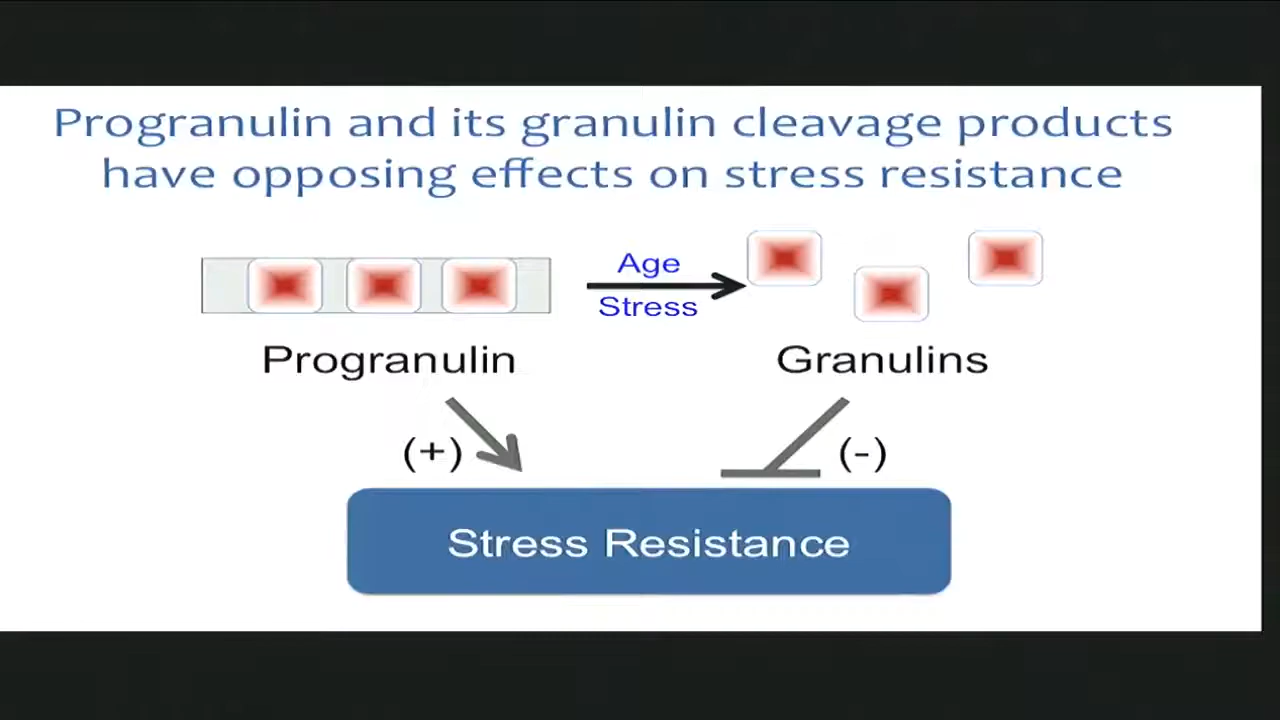 Progranulin and its granulin cleavage products
have opposing effects on stress resistance
Age
Stress
Progranulin
Granulins
(+)
(-)
Stress Resistance